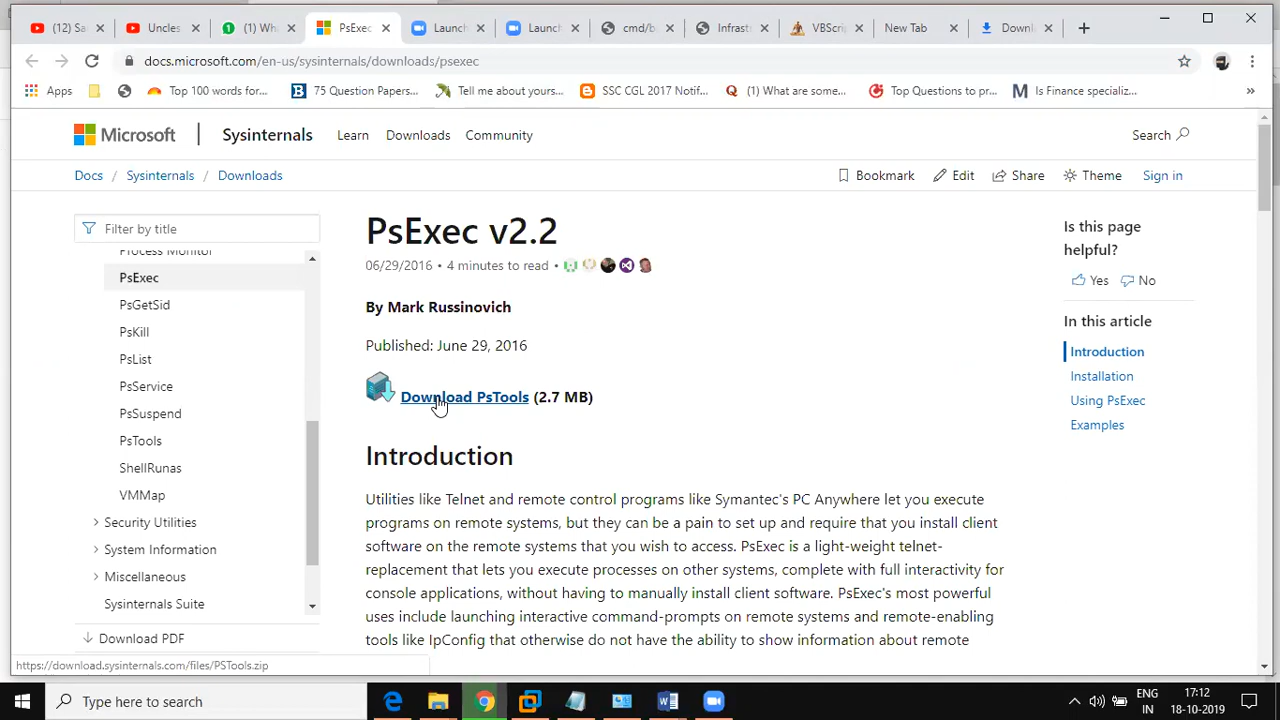 (12) Sa
Uncles
(1) Wh
PsExec
Launch
Launch
cmd/b
Infrast
VBScri
New Tab
Downl
docs.microsoft.com/en-us/sysinternals/downloads/psexec
Apps
Top 100 words for...
75 Question Papers...
Tell me about yours...
SSC CGL 2017 Notif...
(1) What are some...
Top Questions to pr...
Is Finance specializ...
»
Microsoft
Sysinternals
Learn
Downloads
Community
Search
Docs
Sysinternals
Downloads
Bookmark
Edit
Share
Theme
Sign in
Filter by title
Process Monitor
PsExec
PsGetSid
PsKill
PsList
PsService
PsSuspend
PsTools
ShellRunas
VMMap
Security Utilities
System Information
Miscellaneous
Sysinternals Suite
Download PDF
PsExec v2.2
06/29/2016 • 4 minutes to read •
By Mark Russinovich
Published: June 29, 2016
Download PsTools (2.7 MB)
Introduction
Utilities like Telnet and remote control programs like Symantec's PC Anywhere let you execute
programs on remote systems, but they can be a pain to set up and require that you install client
software on the remote systems that you wish to access. PsExec is a light-weight telnet-
replacement that lets you execute processes on other systems, complete with full interactivity for
console applications, without having to manually install client software. PsExec's most powerful
uses include launching interactive command-prompts on remote systems and remote-enabling
tools like IpConfig that otherwise do not have the ability to show information about remote
Is this page
helpful?
Yes
No
In this article
Introduction
Installation
Using PsExec
Examples
https://download.sysinternals.com/files/PSTools.zip
Type here to search
ENG
IN
17:12
18-10-2019